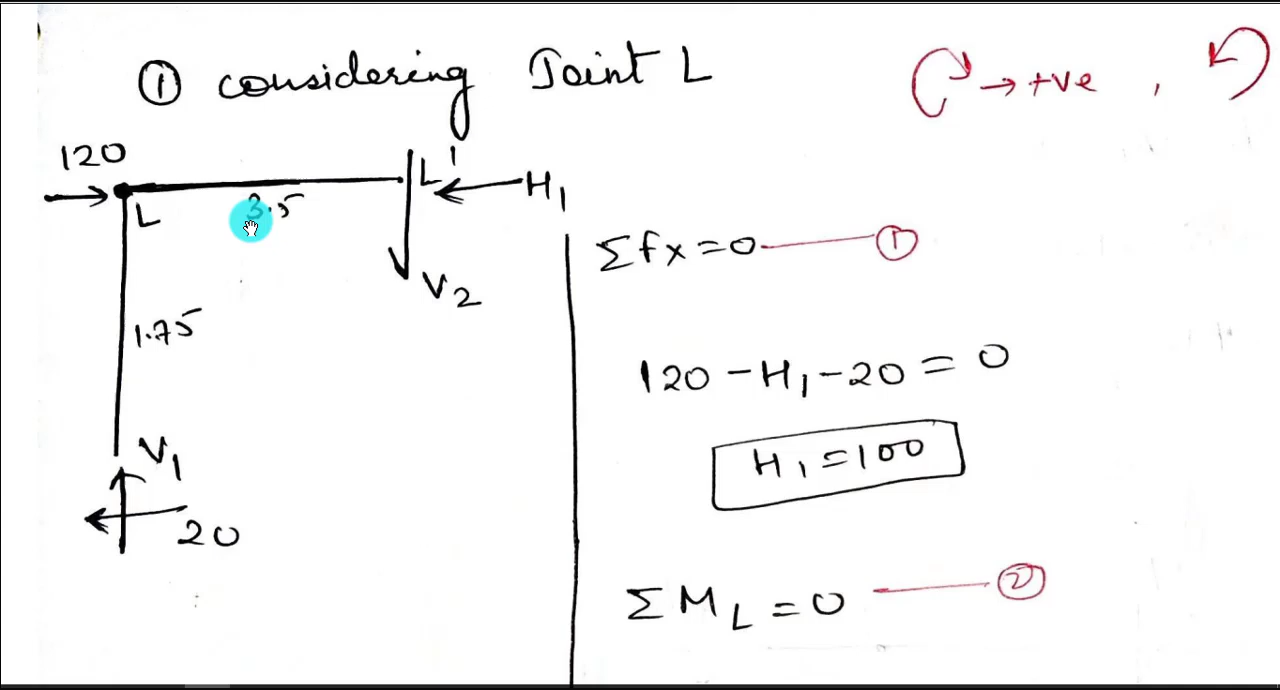 ① considering Joint L
→ +ve ,
120
L
3.5
L'
H₁
V₂
1.75
V₁
20
Σfx = 0 ①
120 - H₁ - 20 = 0
H₁ = 100
ΣM_L = 0 ②